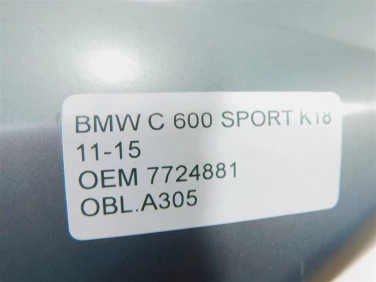 BMW C 600 SPORT K18
11-15
OEM 7724881
OBL.A305